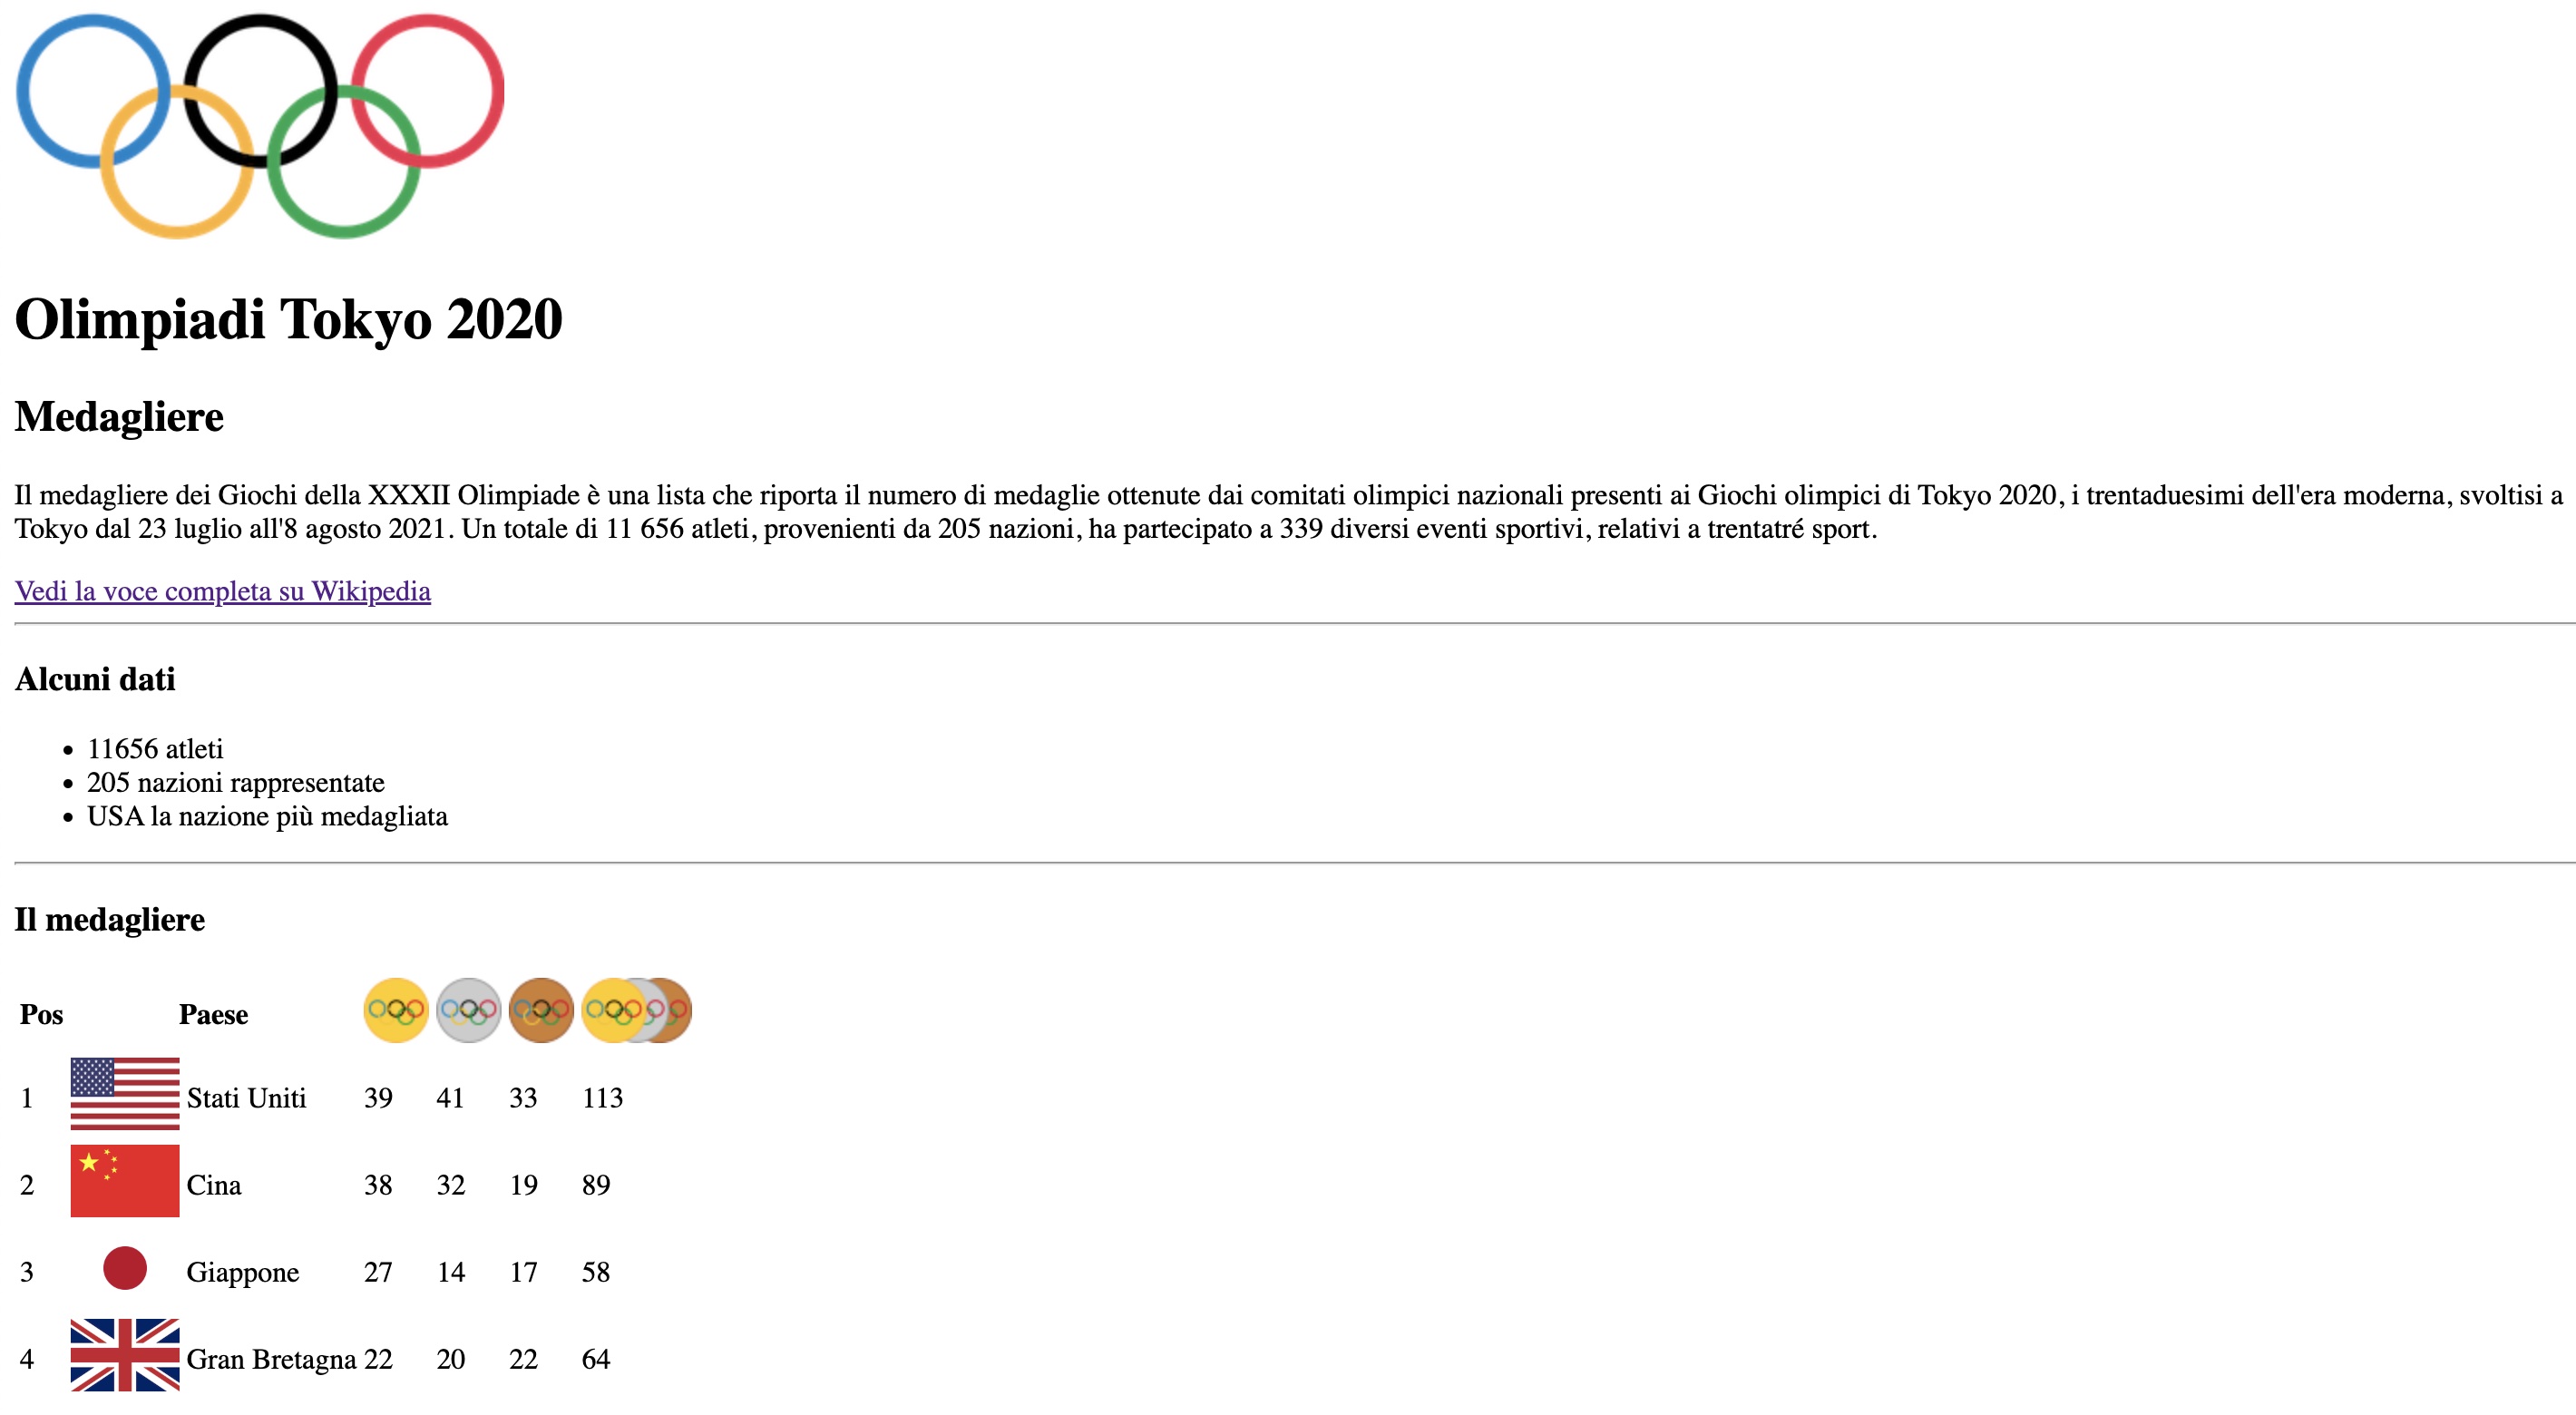 Olimpiadi Tokyo 2020
Medagliere
Il medagliere dei Giochi della XXXII Olimpiade è una lista che riporta il numero di medaglie ottenute dai comitati olimpici nazionali presenti ai Giochi olimpici di Tokyo 2020, i trentaduesimi dell'era moderna, svoltisi a
Tokyo dal 23 luglio all'8 agosto 2021. Un totale di 11 656 atleti, provenienti da 205 nazioni, ha partecipato a 339 diversi eventi sportivi, relativi a trentatré sport.
Vedi la voce completa su Wikipedia
Alcuni dati
• 11656 atleti
• 205 nazioni rappresentate
• USA la nazione più medagliata
Il medagliere
Pos Paese
1 Stati Uniti 39 41 33 113
2 Cina 38 32 19 89
3 Giappone 27 14 17 58
4 Gran Bretagna 22 20 22 64